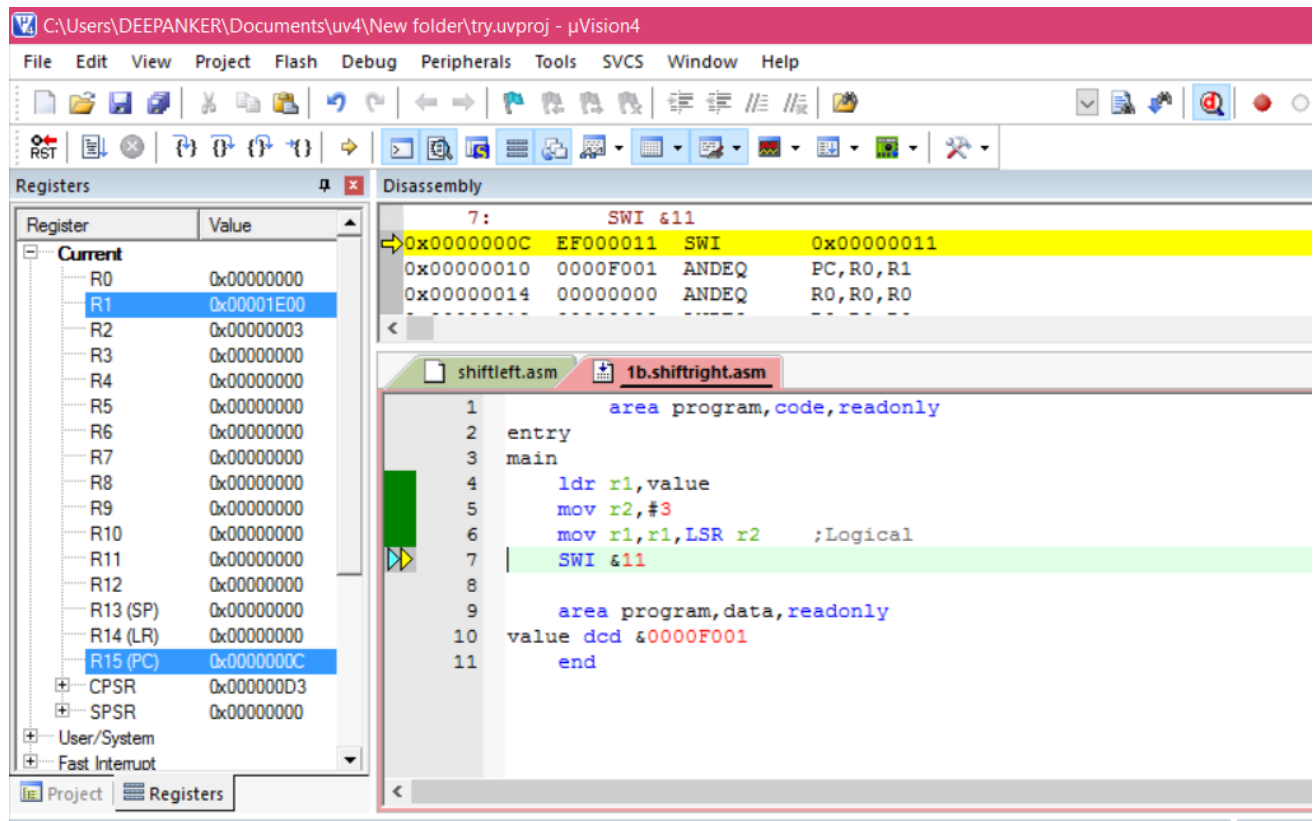 C:\Users\DEEPANKER\Documents\uv4\New folder\try.uvproj - µVision4
File Edit View Project Flash Debug Peripherals Tools SVCS Window Help
RST
Registers
Register Value
Current
R0 0x00000000
R1 0x00001E00
R2 0x00000003
R3 0x00000000
R4 0x00000000
R5 0x00000000
R6 0x00000000
R7 0x00000000
R8 0x00000000
R9 0x00000000
R10 0x00000000
R11 0x00000000
R12 0x00000000
R13 (SP) 0x00000000
R14 (LR) 0x00000000
R15 (PC) 0x0000000C
CPSR 0x000000D3
SPSR 0x00000000
User/System
Fast Interrupt
Project Registers
Disassembly
7: SWI &11
0x0000000C EF000011 SWI 0x00000011
0x00000010 0000F001 ANDEQ PC,R0,R1
0x00000014 00000000 ANDEQ R0,R0,R0
shiftleft.asm 1b.shiftright.asm
1 area program,code,readonly
2 entry
3 main
4 ldr r1,value
5 mov r2,#3
6 mov r1,r1,LSR r2 ;Logical
7 SWI &11
8
9 area program,data,readonly
10 value dcd &0000F001
11 end